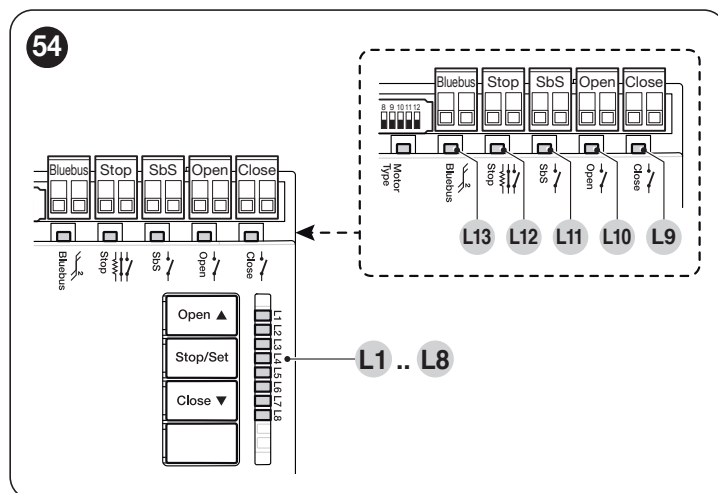 54
Bluebus Stop SbS Open Close
8 9 10 11 12
Motor Type
Bluebus
2
Stop
SbS
Open
Close
L13 L12 L11 L10 L9
Bluebus Stop SbS Open Close
Bluebus
2
Stop
SbS
Open
Close
Open ▲
Stop/Set
Close ▼
L1
L2
L3
L4
L5
L6
L7
L8
L1 .. L8